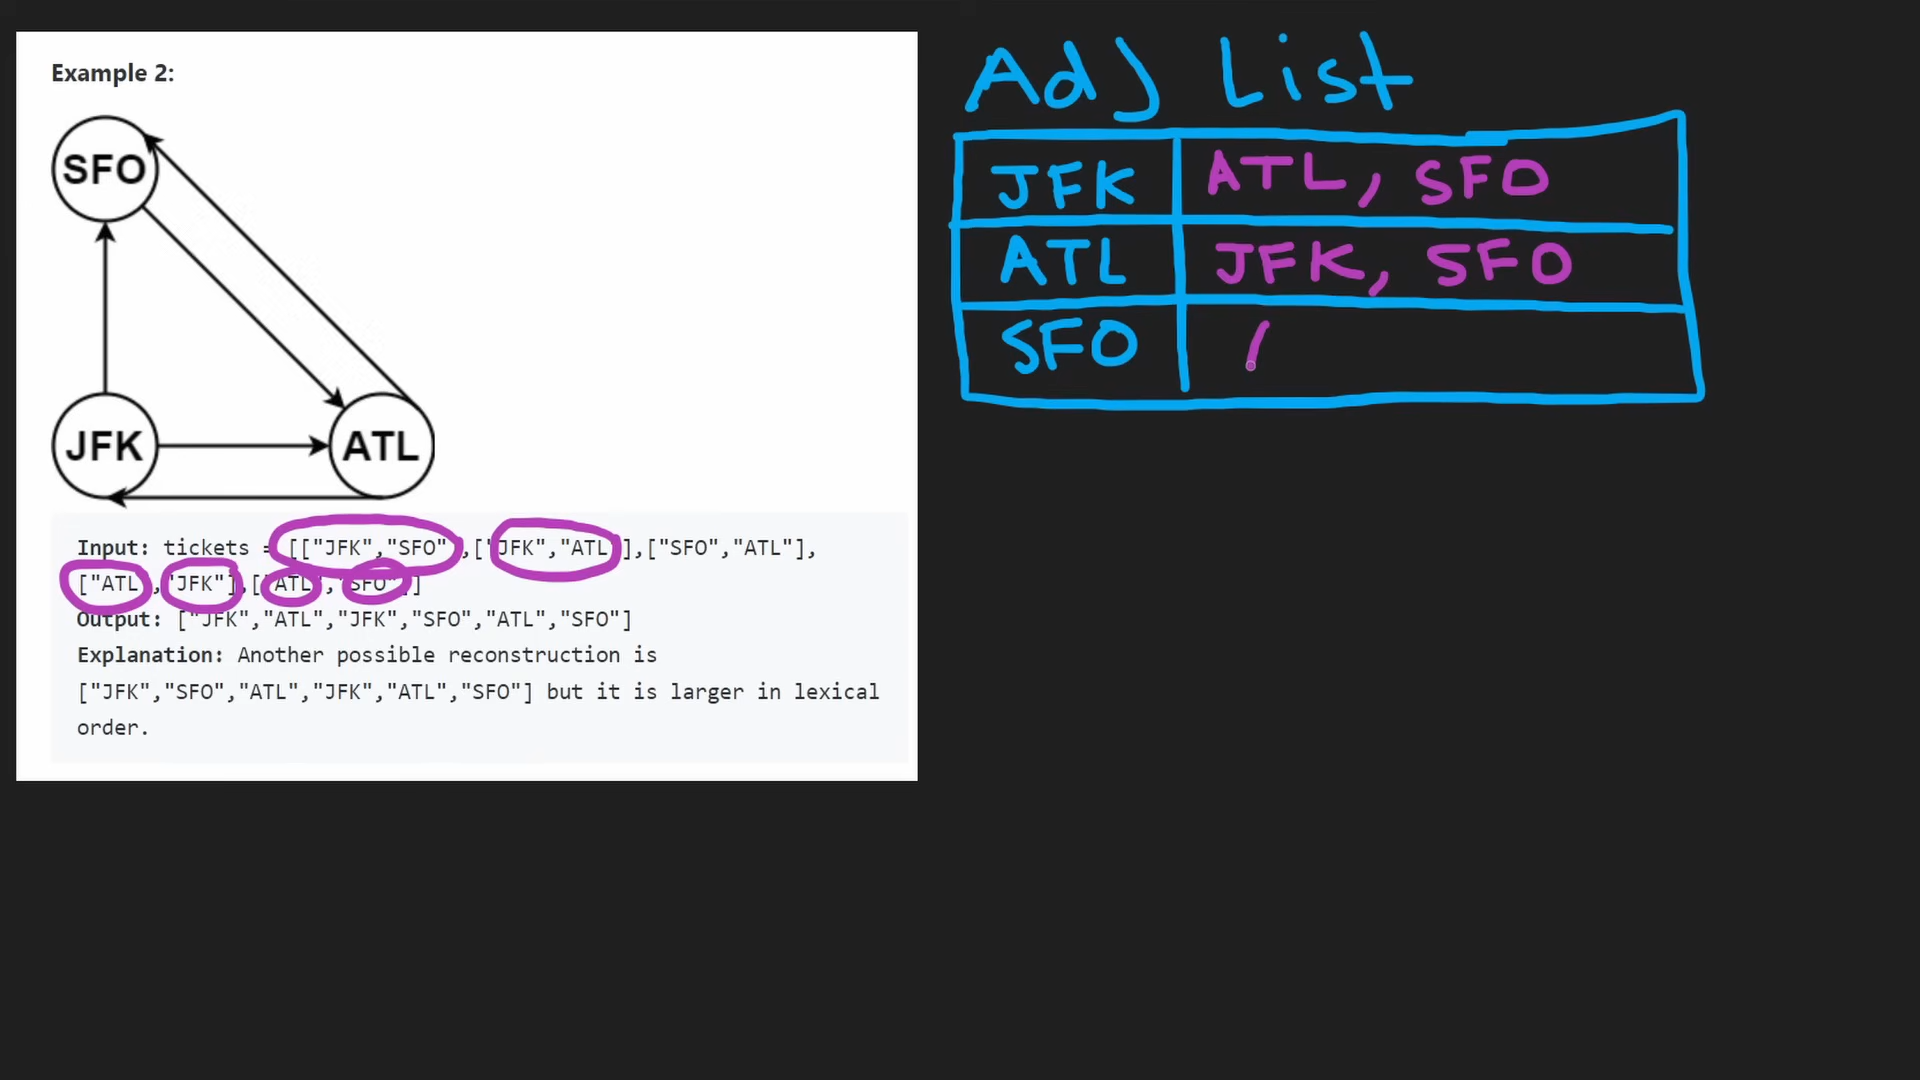 Example 2:
SFO
JFK
ATL
Input: tickets = [["JFK","SFO"],["JFK","ATL"],["SFO","ATL"],
["ATL","JFK"],["ATL","SFO"]]
Output: ["JFK","ATL","JFK","SFO","ATL","SFO"]
Explanation: Another possible reconstruction is
["JFK","SFO","ATL","JFK","ATL","SFO"] but it is larger in lexical
order.
Adj List
JFK ATL, SFO
ATL JFK, SFO
SFO